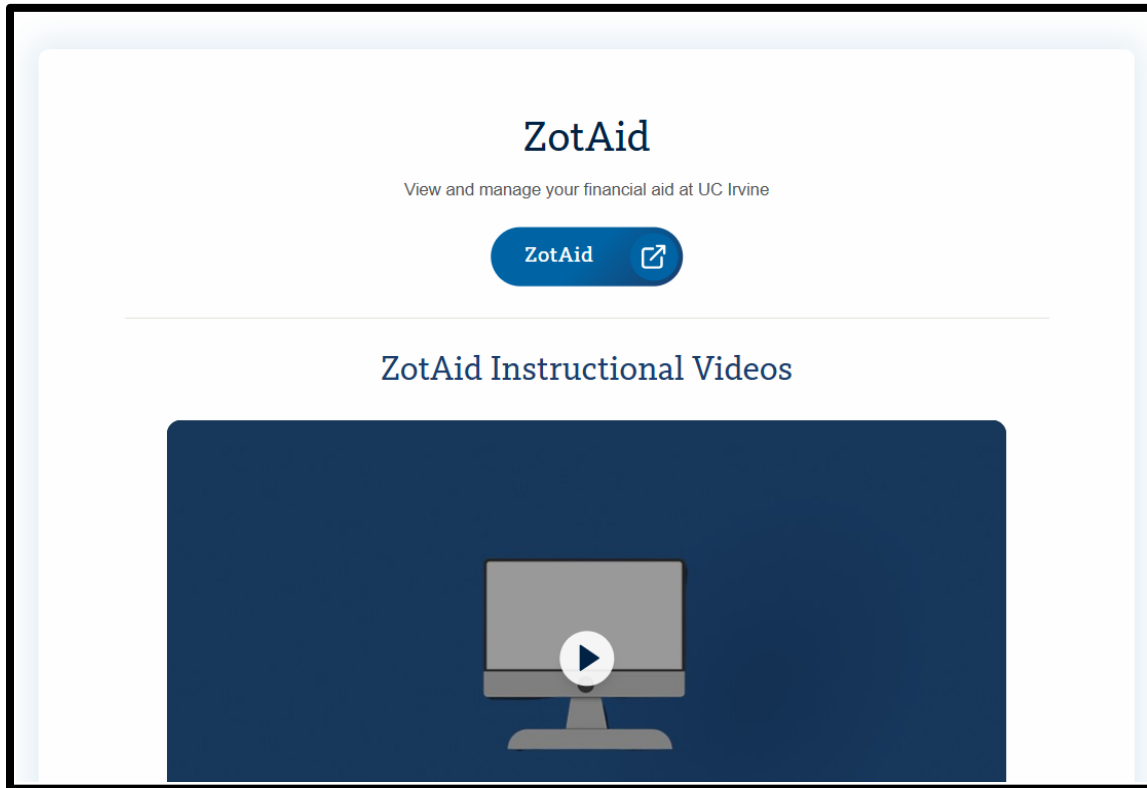 ZotAid
View and manage your financial aid at UC Irvine
ZotAid
ZotAid Instructional Videos